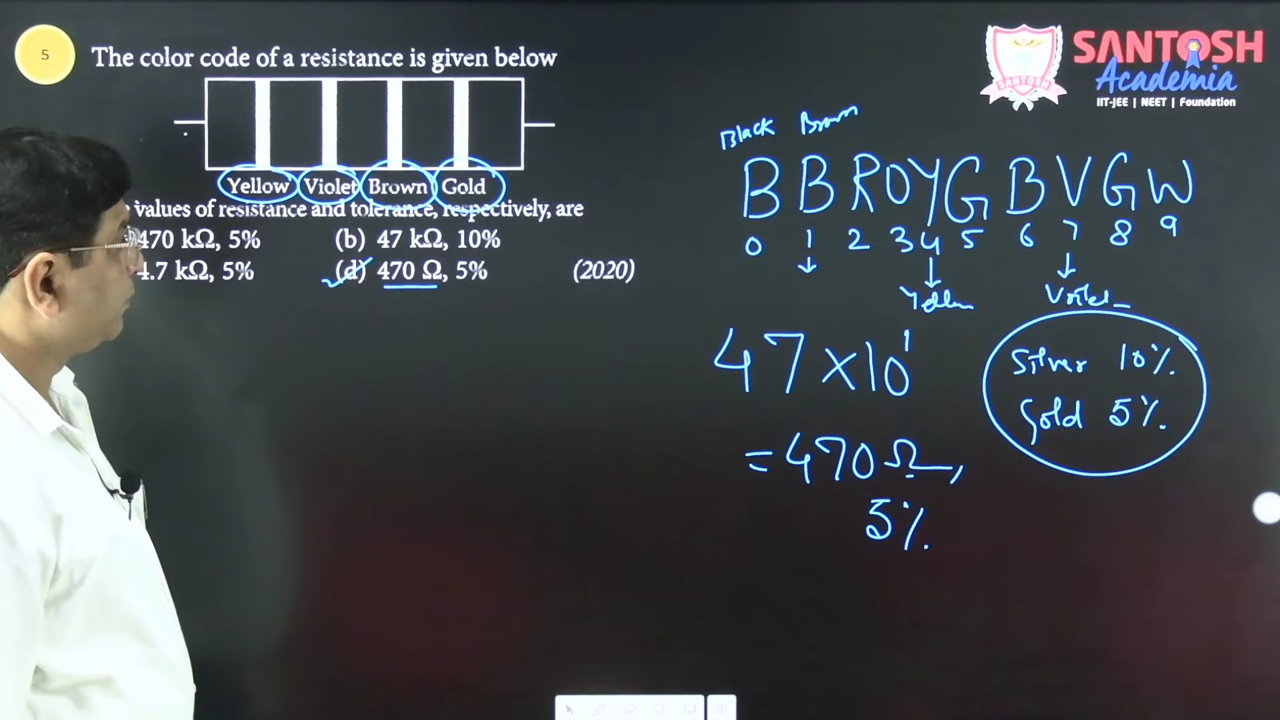 5 The color code of a resistance is given below
Yellow Violet Brown Gold
values of resistance and tolerance, respectively, are
470 kΩ, 5% (b) 47 kΩ, 10%
4.7 kΩ, 5% (d) 470 Ω, 5% (2020)
SANTOSH
SANTOSH
Academia
IIT-JEE | NEET | Foundation
Black Brown
B B R O Y G B V G W
0 1 2 3 4 5 6 7 8 9
Yellow Voilet
47 × 10¹
= 470 Ω,
5%.
Silver 10%.
Gold 5%.